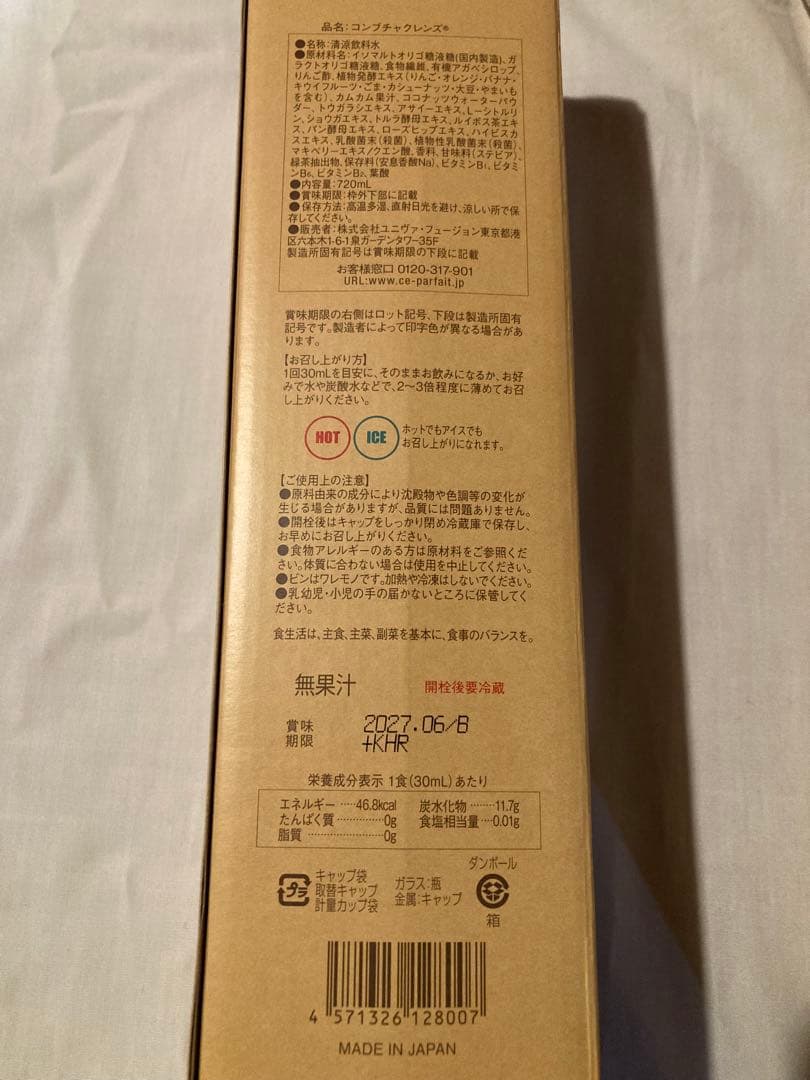 品名:コンブチャクレンズ®
●名称:清涼飲料水
●原材料名:イソマルトオリゴ糖液糖(国内製造)、ガ
ラクトオリゴ糖液糖、食物繊維、有機アガベシロップ、
りんご酢、植物発酵エキス(りんご・オレンジ・バナナ・
キウイフルーツ・ごま・カシューナッツ・大豆・やまいも
を含む)、カムカム果汁、ココナッツウォーターパウ
ダー、トウガラシエキス、アサイーエキス、L-シトルリ
ン、ショウガエキス、トルラ酵母エキス、ルイボス茶エキ
ス、パン酵母エキス、ローズヒップエキス、ハイビスカ
スエキス、乳酸菌末(殺菌)、植物性乳酸菌末(殺菌)、
マキベリーエキス/クエン酸、香料、甘味料(ステビア)、
緑茶抽出物、保存料(安息香酸Na)、ビタミンB₁、ビタミ
ンB₆、ビタミンB₂、葉酸
●内容量:720mL
●賞味期限:枠外下部に記載
●保存方法:高温多湿、直射日光を避け、涼しい所で保
存してください。
●販売者:株式会社ユニヴァ・フュージョン東京都港
区六本木1-6-1泉ガーデンタワー35F
製造所固有記号は賞味期限の下段に記載
お客様窓口 0120-317-901
URL:www.ce-parfait.jp
賞味期限の右側はロット記号、下段は製造所固有
記号です。製造者によって印字色が異なる場合があ
ります。
【お召し上がり方】
1回30mLを目安に、そのままお飲みになるか、お好
みで水や炭酸水などで、2〜3倍程度に薄めてお召
し上がりください。
HOT ICE ホットでもアイスでも
お召し上がりになれます。
【ご使用上の注意】
●原料由来の成分により沈殿物や色調等の変化が
生じる場合がありますが、品質には問題ありません。
●開栓後はキャップをしっかり閉め冷蔵庫で保存し、
お早めにお召し上がりください。
●食物アレルギーのある方は原材料をご参照くだ
さい。体質に合わない場合は使用を中止してください。
●ビンはワレモノです。加熱や冷凍はしないでください。
●乳幼児・小児の手の届かないところに保管してく
ださい。
食生活は、主食、主菜、副菜を基本に、食事のバランスを。
無果汁 開栓後要冷蔵
賞味期限 2027.06/B
+KHR
栄養成分表示 1食(30mL)あたり
エネルギー……46.8kcal 炭水化物………11.7g
たんぱく質……………0g 食塩相当量…0.01g
脂質………………………0g
プラ キャップ袋
取替キャップ
計量カップ袋
ガラス:瓶
金属:キャップ
ダンボール
箱
4 571326 128007
MADE IN JAPAN